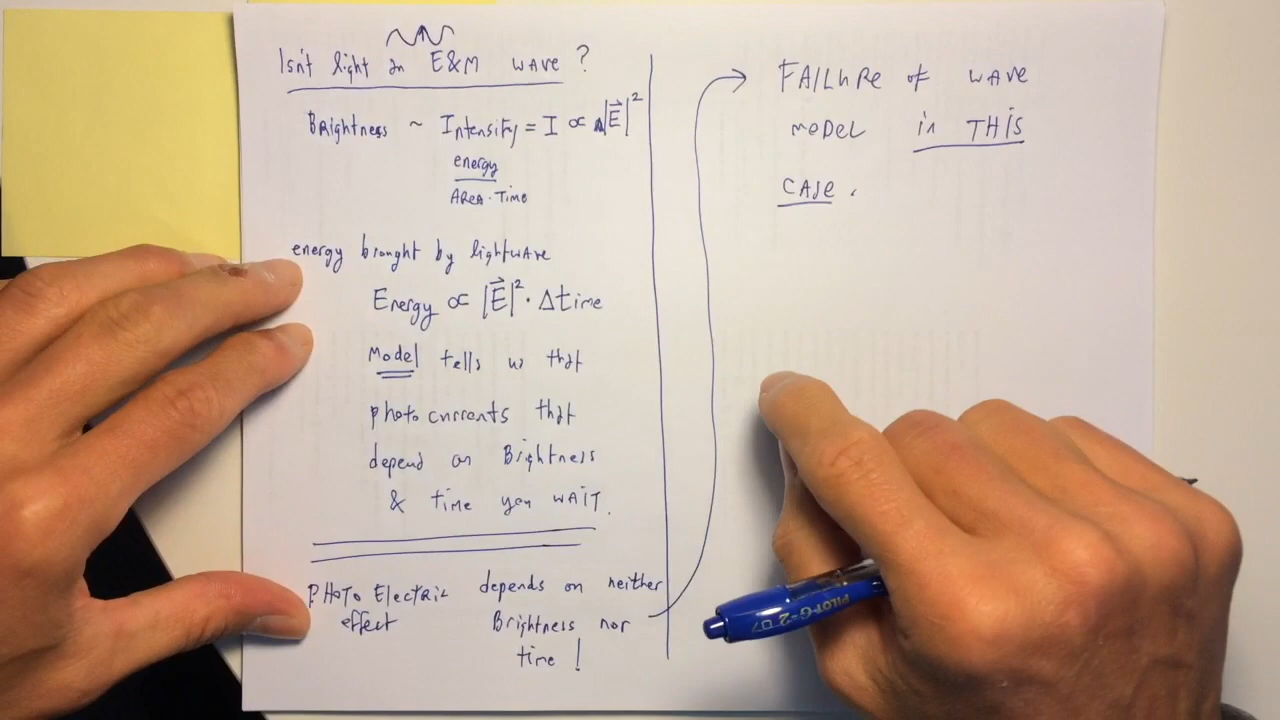 Isn't light an E&M wave ?
Brightness ~ Intensity = I ∝ |E⃗|²
energy
Area · Time
energy brought by lightwave
Energy ∝ |E⃗|² · Δtime
Model tells us that
photocurrents that
depend on Brightness
& time you WAIT.
PHOTO Electric depends on neither
effect Brightness nor
time !
FAILURE of wave
MODEL in THIS
CASE .
PILOT G-2 07